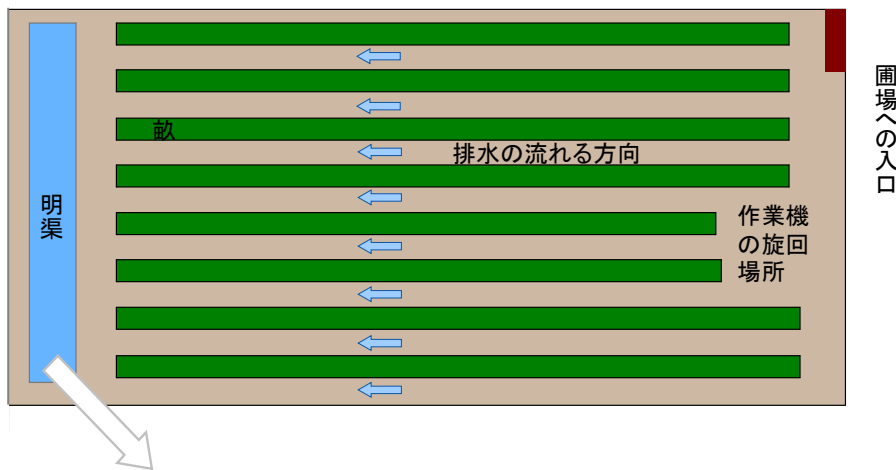 畝
排水の流れる方向
明渠
作業機
の旋回
場所
圃場への入口